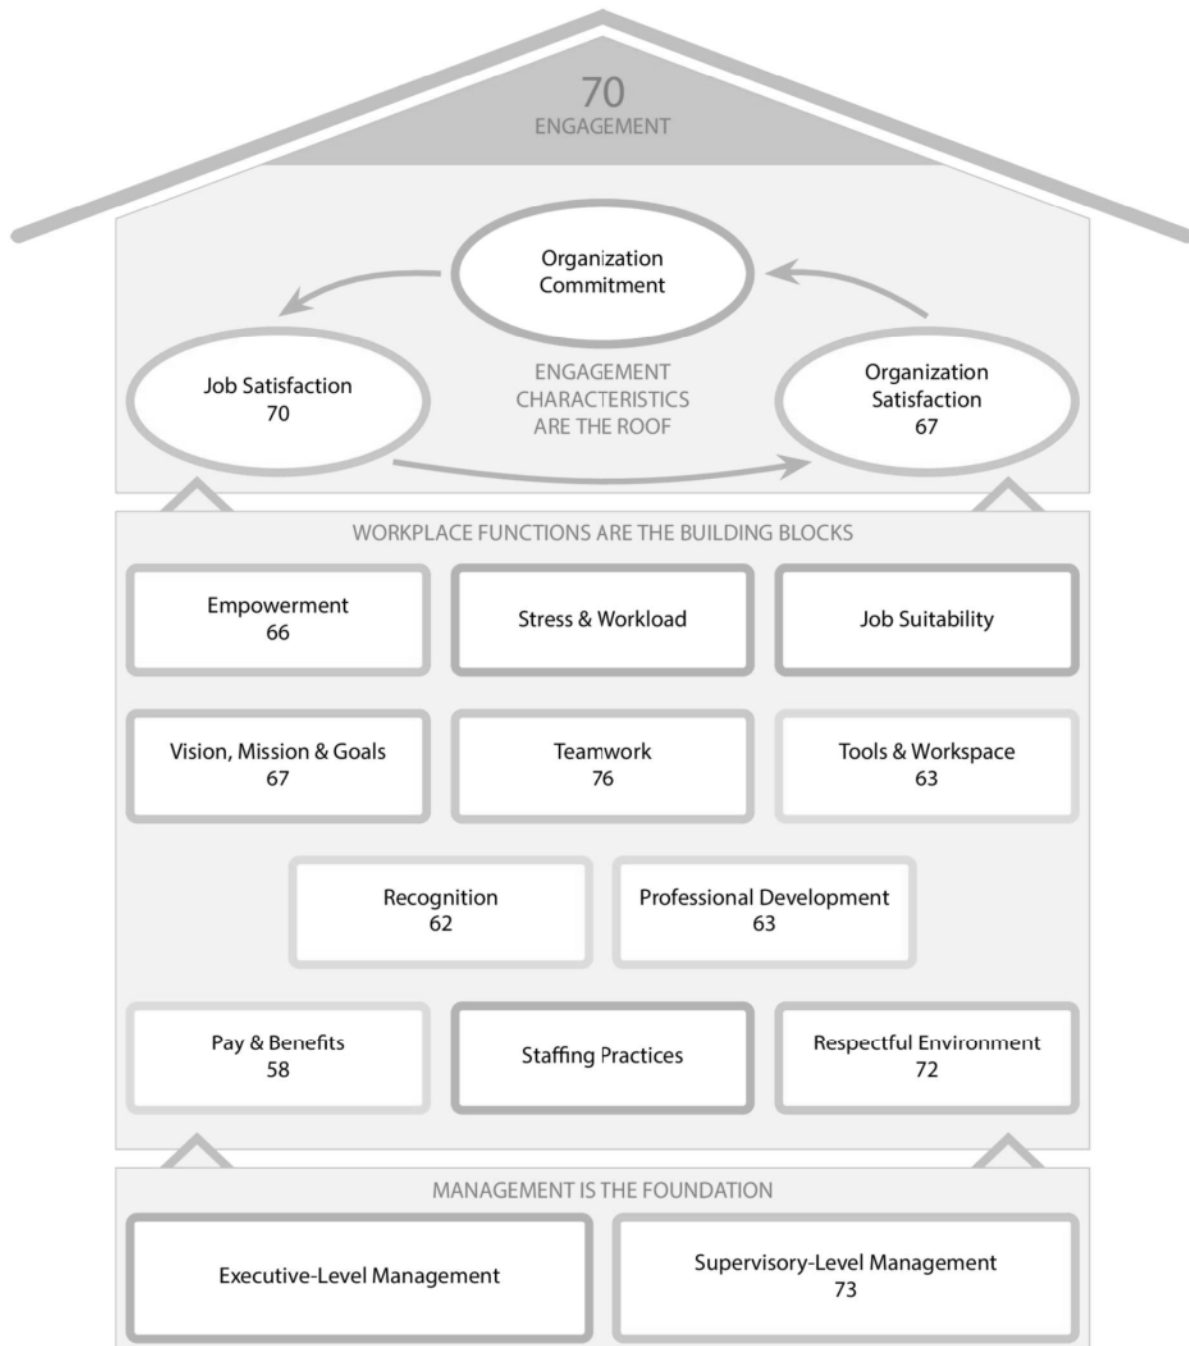 70
ENGAGEMENT
Organization
Commitment
Job Satisfaction
70
ENGAGEMENT
CHARACTERISTICS
ARE THE ROOF
Organization
Satisfaction
67
WORKPLACE FUNCTIONS ARE THE BUILDING BLOCKS
Empowerment
66
Stress & Workload
Job Suitability
Vision, Mission & Goals
67
Teamwork
76
Tools & Workspace
63
Recognition
62
Professional Development
63
Pay & Benefits
58
Staffing Practices
Respectful Environment
72
MANAGEMENT IS THE FOUNDATION
Executive-Level Management
Supervisory-Level Management
73